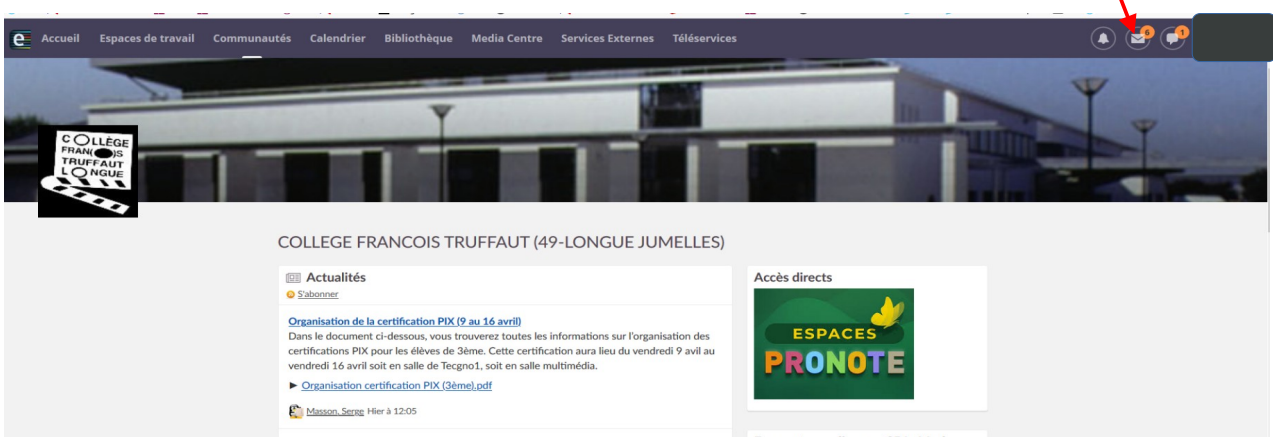 e Accueil Espaces de travail Communautés Calendrier Bibliothèque Media Centre Services Externes Téléservices 6 1
COLLÈGE
FRANÇOIS
TRUFFAUT
LONGUE
COLLEGE FRANCOIS TRUFFAUT (49-LONGUE JUMELLES)
Actualités
S'abonner
Organisation de la certification PIX (9 au 16 avril)
Dans le document ci-dessous, vous trouverez toutes les informations sur l'organisation des
certifications PIX pour les élèves de 3ème. Cette certification aura lieu du vendredi 9 avil au
vendredi 16 avril soit en salle de Tecgno1, soit en salle multimédia.
► Organisation certification PIX (3ème).pdf
Masson, Serge Hier à 12:05
Accès directs
ESPACES
PRONOTE